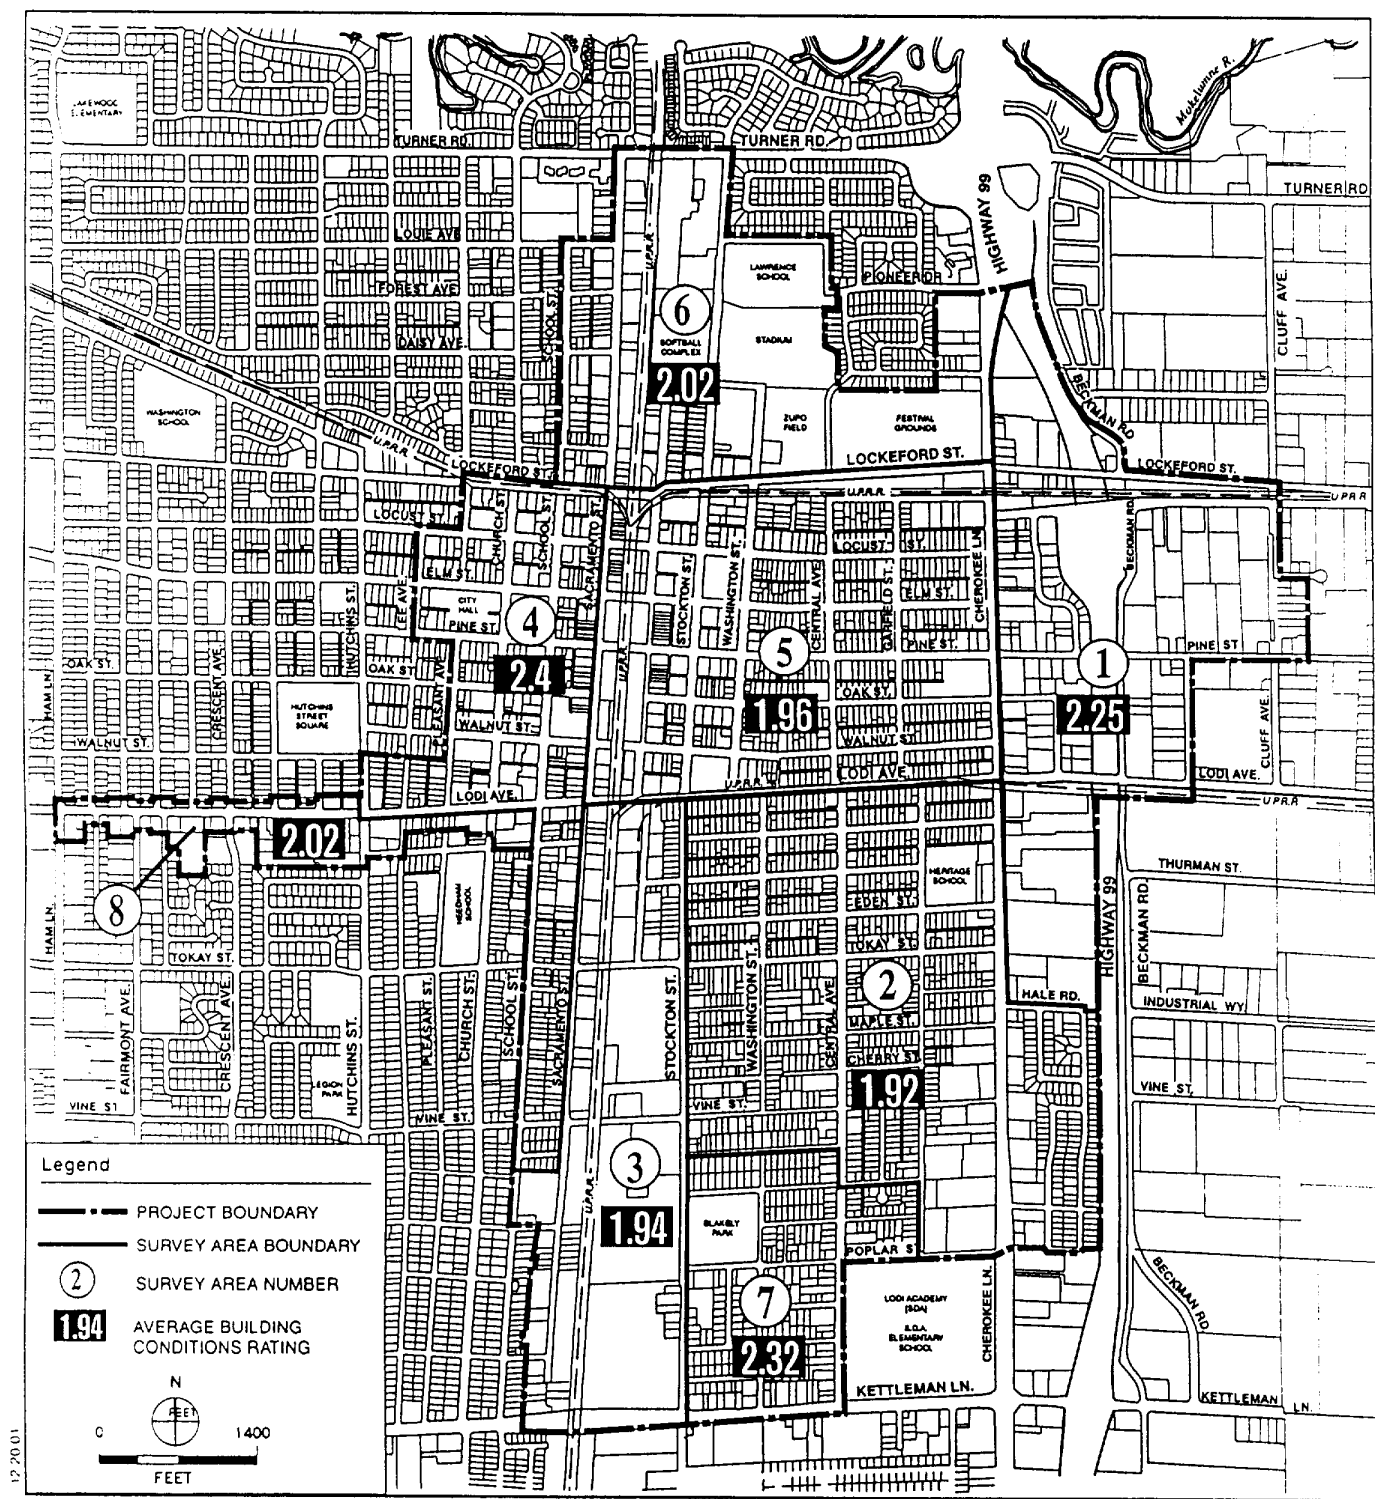 Mokelumne R.
TURNER RD.
TURNER RD.
TURNER RD
HIGHWAY 99
LOUIE AVE
U.P.R.R.
LAWRENCE
SCHOOL
PIONEER DR
FOREST AVE.
SCHOOL ST.
CLUFF AVE.
6
SOFTBALL
COMPLEX
2.02
STADIUM
DAISY AVE.
BECKMAN RD
WASHINGTON
SCHOOL
ZUPO
FIELD
FESTIVAL
GROUNDS
U.P.R.R
LOCKEFORD ST.
LOCKEFORD ST.
LOCKEFORD ST.
U.P.R.R.
U.P.R.R
LOCUST ST.
CHURCH ST.
SCHOOL ST.
SACRAMENTO ST.
STOCKTON ST.
WASHINGTON ST.
CENTRAL AVE.
LOCUST ST.
GARFIELD ST.
CHEROKEE LN.
BECKMAN RD.
ELM ST.
ELM ST.
LEE AVE.
HUTCHINS ST.
CITY
HALL
PINE ST.
4
2.4
5
1.96
PINE ST.
1
2.25
PINE ST
U.P.R.R.
HAM LN.
OAK ST.
CRESCENT AVE.
OAK ST.
PLEASANT AVE.
OAK ST.
HUTCHINS
STREET
SQUARE
WALNUT ST.
WALNUT ST.
WALNUT ST.
CLUFF AVE.
LODI AVE.
LODI AVE.
LODI AVE.
U.P.R.R.
U.P.R.R
2.02
8
THURMAN ST.
HERITAGE
SCHOOL
NEEDHAM
SCHOOL
EDEN ST.
HIGHWAY 99
BECKMAN RD.
HAM LN.
TOKAY ST.
TOKAY ST.
2
HALE RD.
INDUSTRIAL WY.
FAIRMONT AVE.
CRESCENT AVE.
HUTCHINS ST.
PLEASANT ST.
CHURCH ST.
SCHOOL ST.
SACRAMENTO ST.
STOCKTON ST.
WASHINGTON ST.
CENTRAL AVE.
MAPLE ST.
CHERRY ST.
1.92
LEGION
PARK
VINE ST
VINE ST.
VINE ST.
VINE ST.
3
U.P.R.R.
1.94
BLAKELY
PARK
POPLAR S
7
2.32
LODI ACADEMY
(SDA)
S.D.A.
ELEMENTARY
SCHOOL
CHEROKEE LN.
BECKMAN RD.
KETTLEMAN LN.
KETTLEMAN LN.
Legend
PROJECT BOUNDARY
SURVEY AREA BOUNDARY
2 SURVEY AREA NUMBER
1.94 AVERAGE BUILDING
CONDITIONS RATING
N
FEET
0 1400
FEET
12 20 01